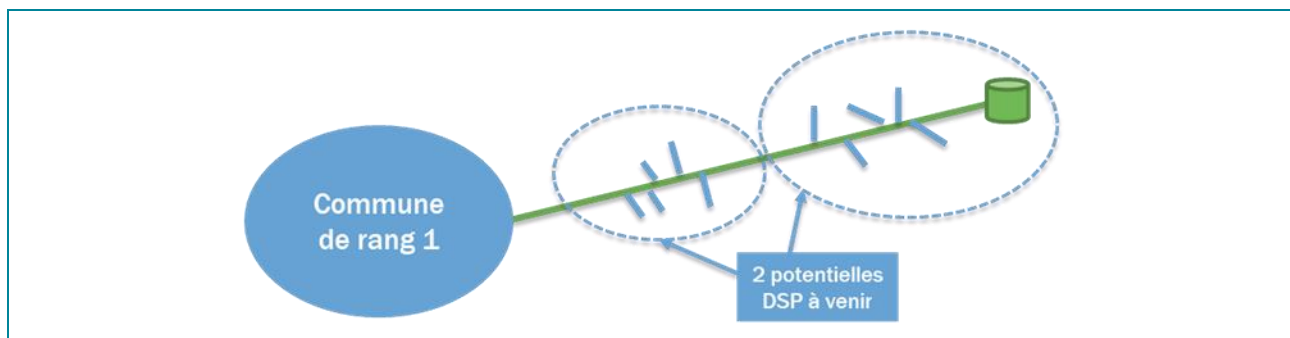 Commune
de rang 1
2 potentielles
DSP à venir